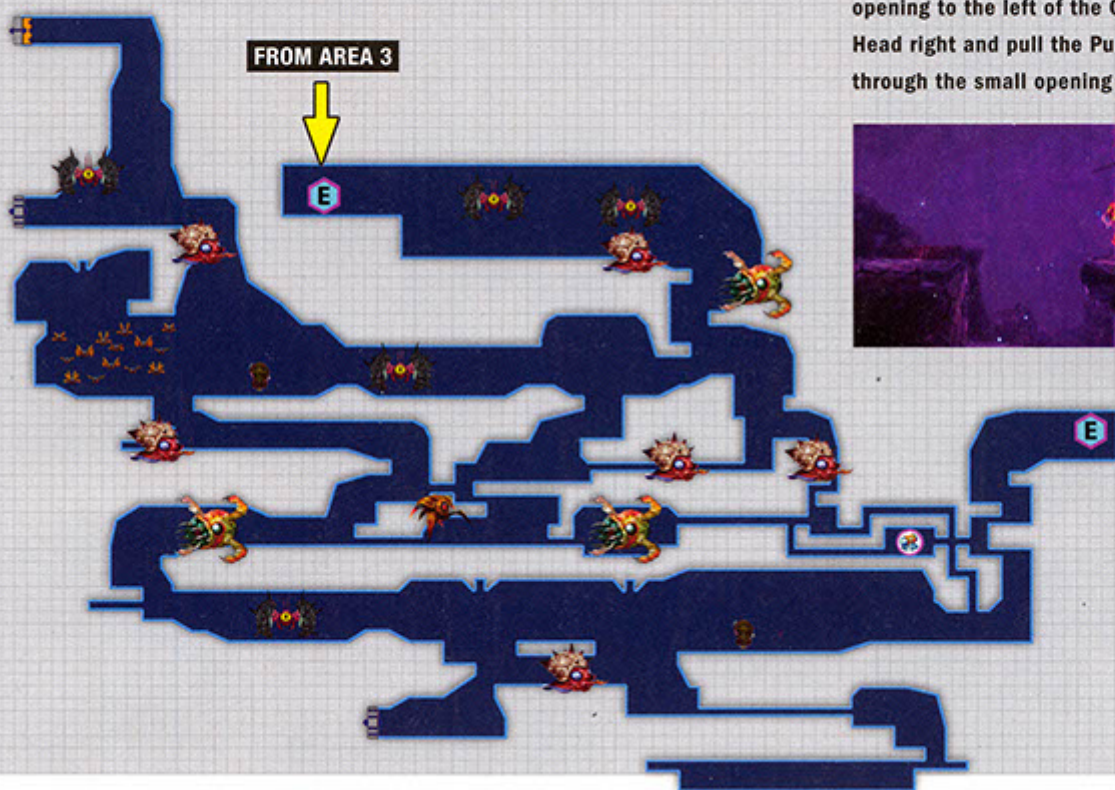 opening to the left of the
Head right and pull the
through the small opening
FROM AREA 3
E
E